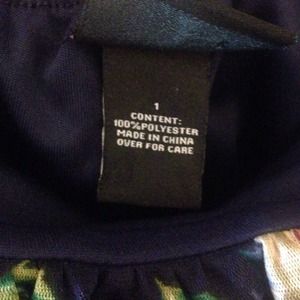 1
CONTENT:
100%POLYESTER
MADE IN CHINA
OVER FOR CARE